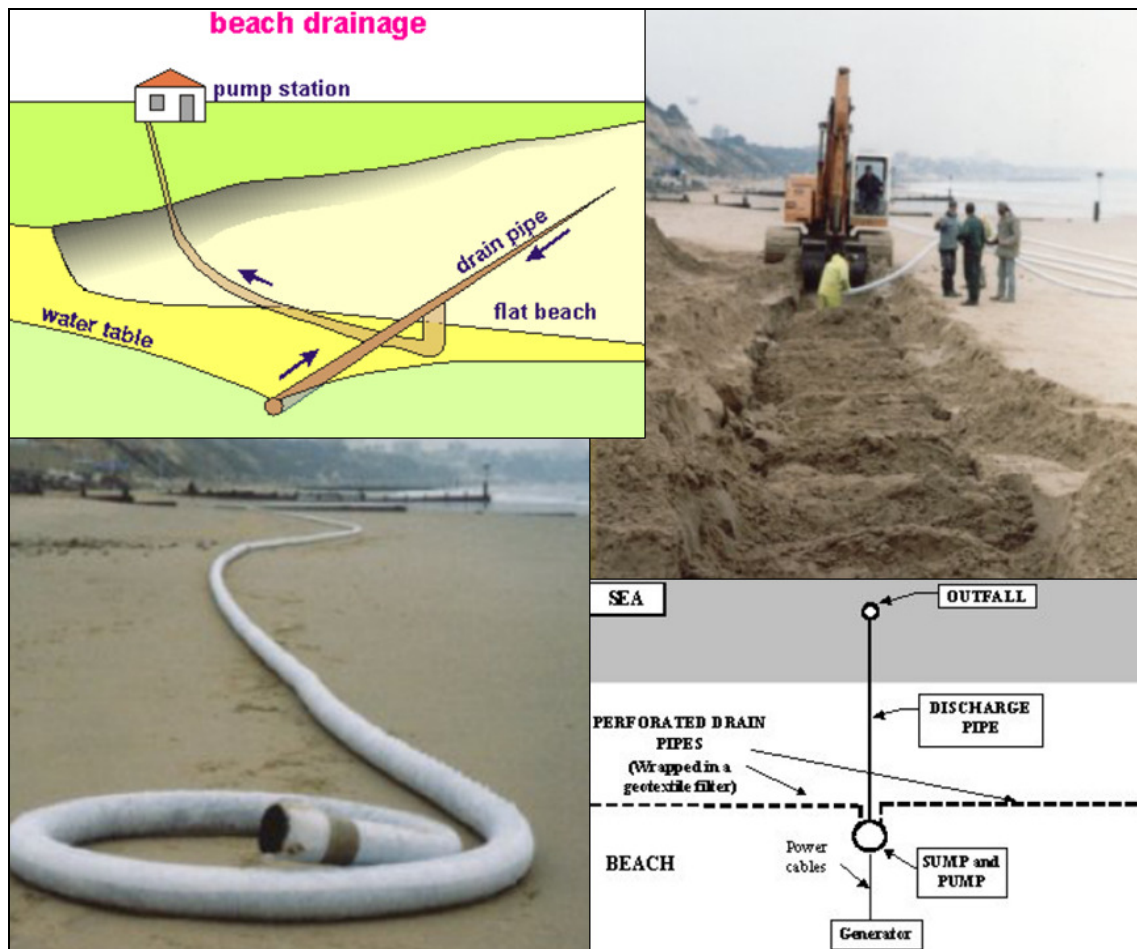 beach drainage
pump station
drain pipe
flat beach
water table
SEA
OUTFALL
DISCHARGE
PIPE
PERFORATED DRAIN
PIPES
(Wrapped in a
geotextile filter)
Power
cables
BEACH
SUMP and
PUMP
Generator